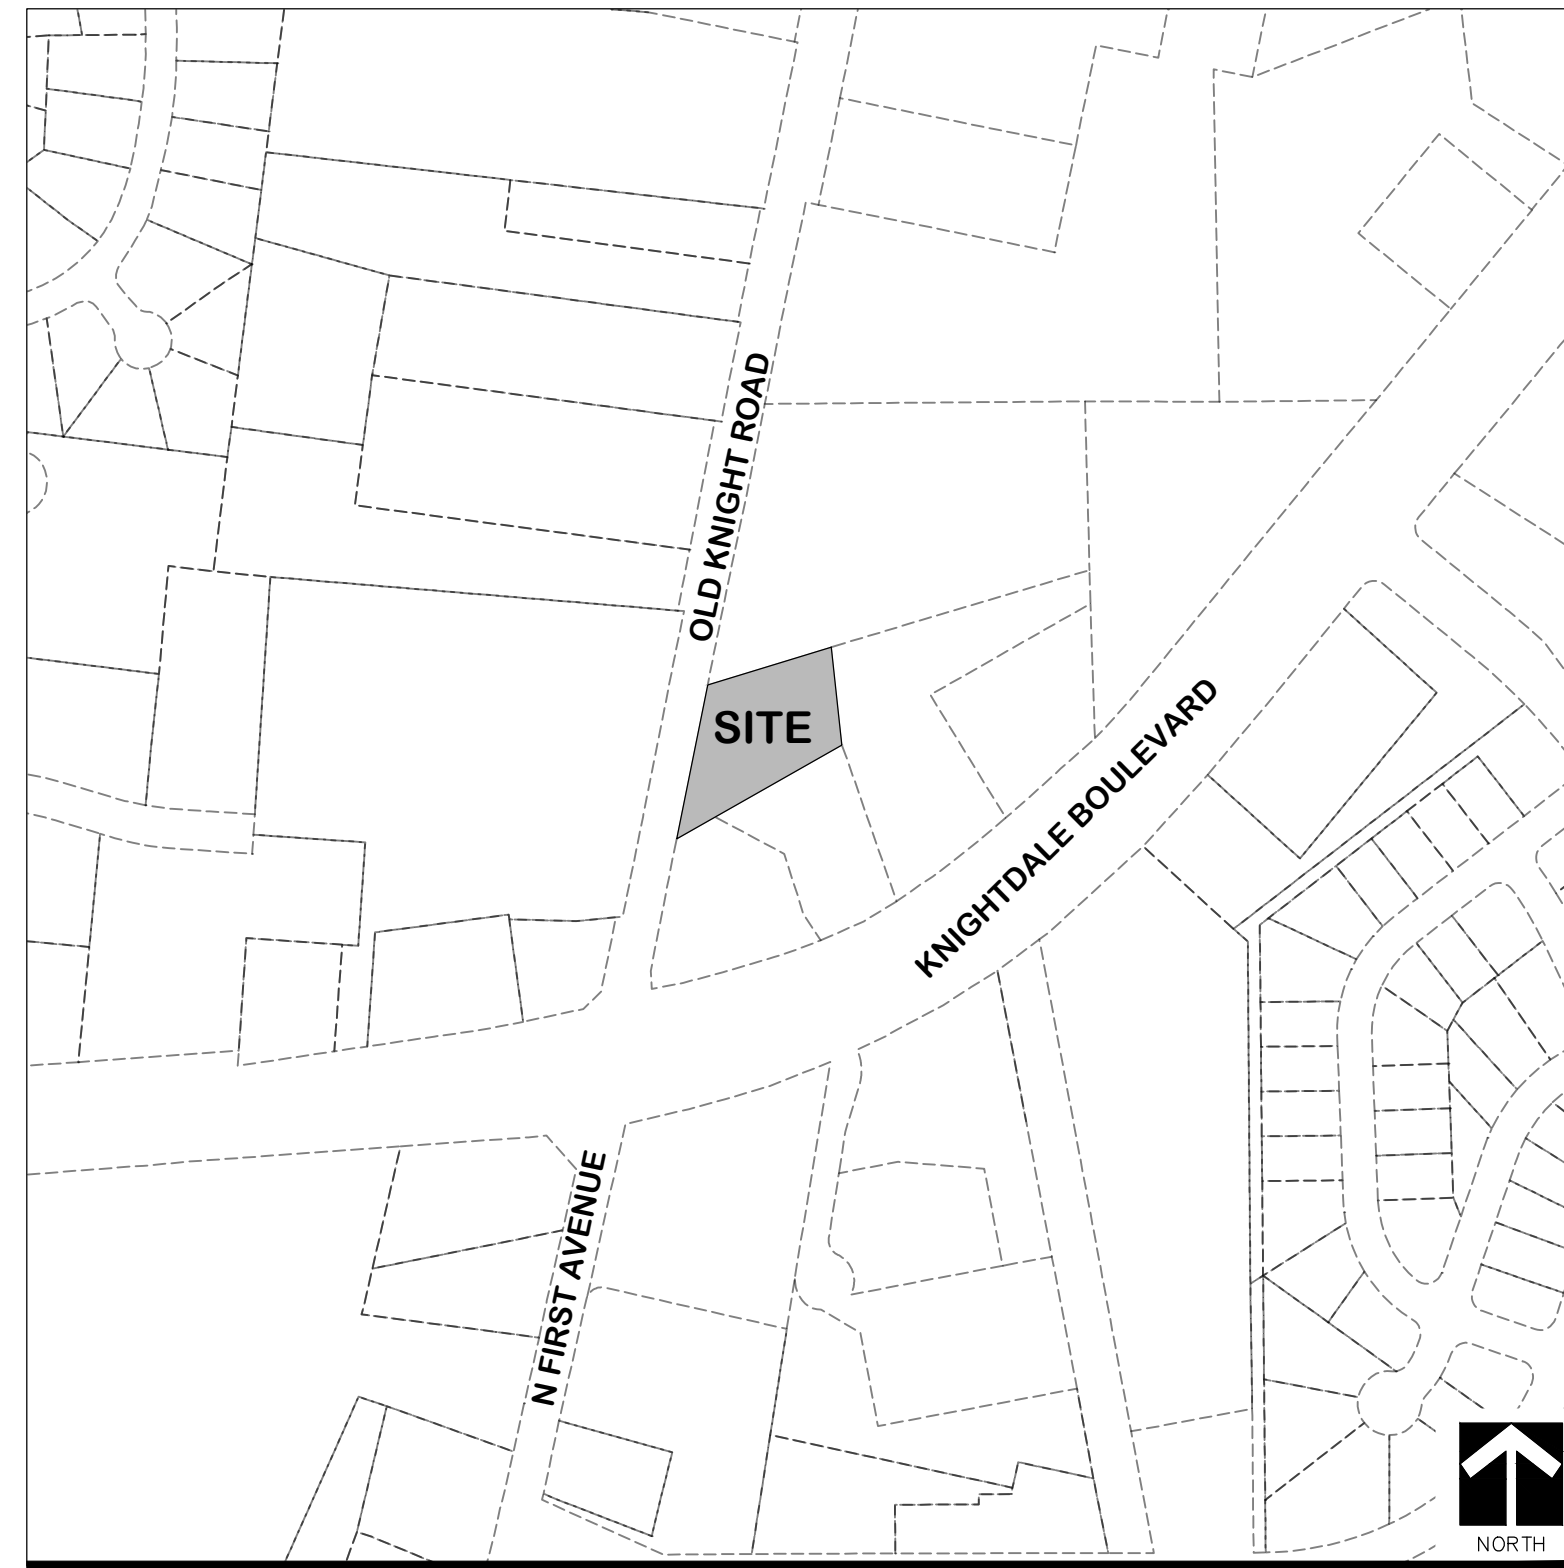 OLD KNIGHT ROAD
SITE
KNIGHTDALE BOULEVARD
N FIRST AVENUE
NORTH